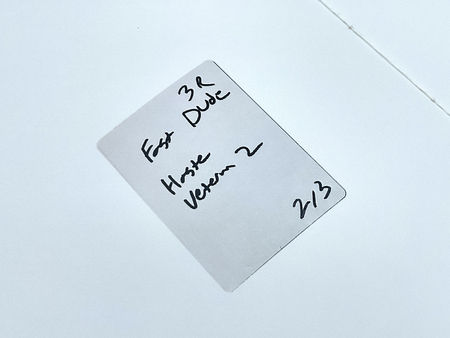 3R
Fast Dude
Haste
Veteran 2
2/3